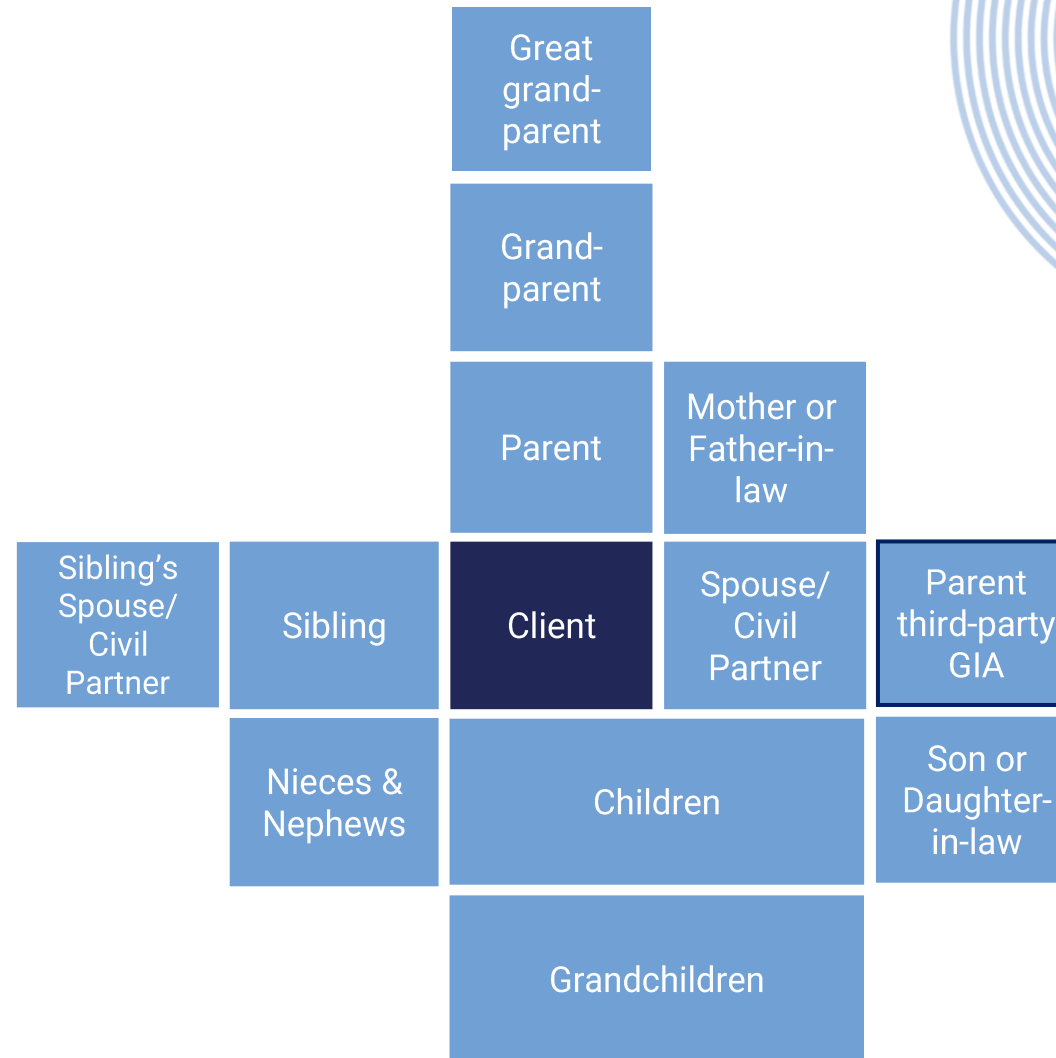 Great
grand-
parent
Grand-
parent
Parent
Mother or
Father-in-
law
Sibling’s
Spouse/
Civil
Partner
Sibling
Client
Spouse/
Civil
Partner
Parent
third-party
GIA
Nieces &
Nephews
Children
Son or
Daughter-
in-law
Grandchildren